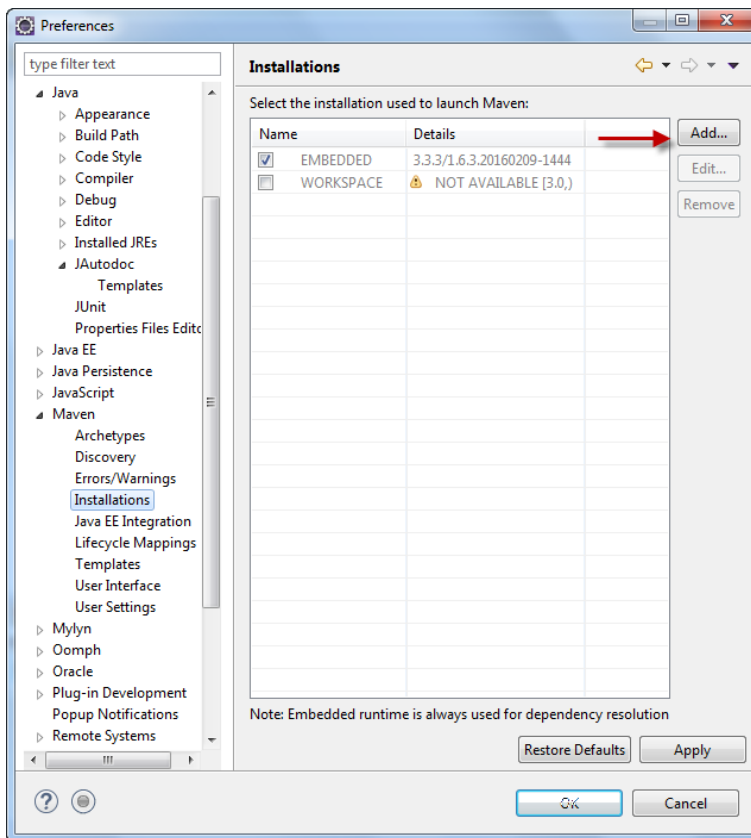 Preferences
type filter text
Java
Appearance
Build Path
Code Style
Compiler
Debug
Editor
Installed JREs
JAutodoc
Templates
JUnit
Properties Files Edito
Java EE
Java Persistence
JavaScript
Maven
Archetypes
Discovery
Errors/Warnings
Installations
Java EE Integration
Lifecycle Mappings
Templates
User Interface
User Settings
Mylyn
Oomph
Oracle
Plug-in Development
Popup Notifications
Remote Systems
Installations
Select the installation used to launch Maven:
Name Details
EMBEDDED 3.3.3/1.6.3.20160209-1444
WORKSPACE NOT AVAILABLE [3.0,)
Add...
Edit...
Remove
Note: Embedded runtime is always used for dependency resolution
Restore Defaults Apply
OK Cancel